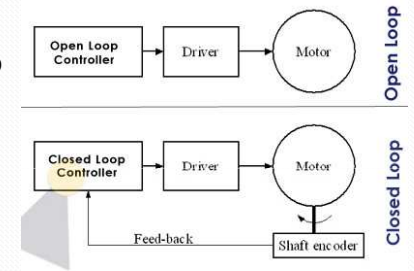 Open Loop
Controller
Driver
Motor
Open Loop
Closed Loop
Controller
Driver
Motor
Closed Loop
Feed-back
Shaft encoder